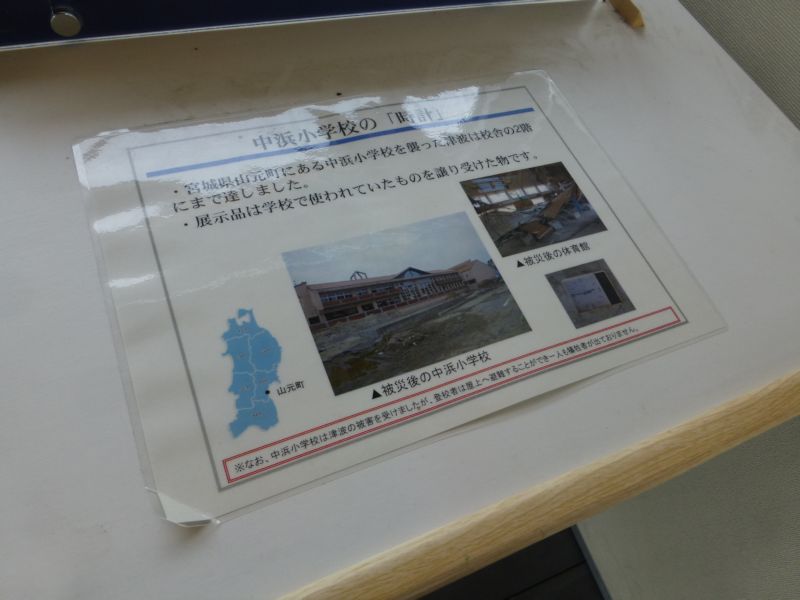 中浜小学校の「時計」
・宮城県山元町にある中浜小学校を襲った津波は校舎の2階
にまで達しました。
・展示品は学校で使われていたものを譲り受けた物です。
▲被災後の体育館
▲被災後の中浜小学校
山元町
※なお、中浜小学校は津波の被害を受けましたが、登校者は屋上へ避難することができ一人も犠牲者が出ておりません。